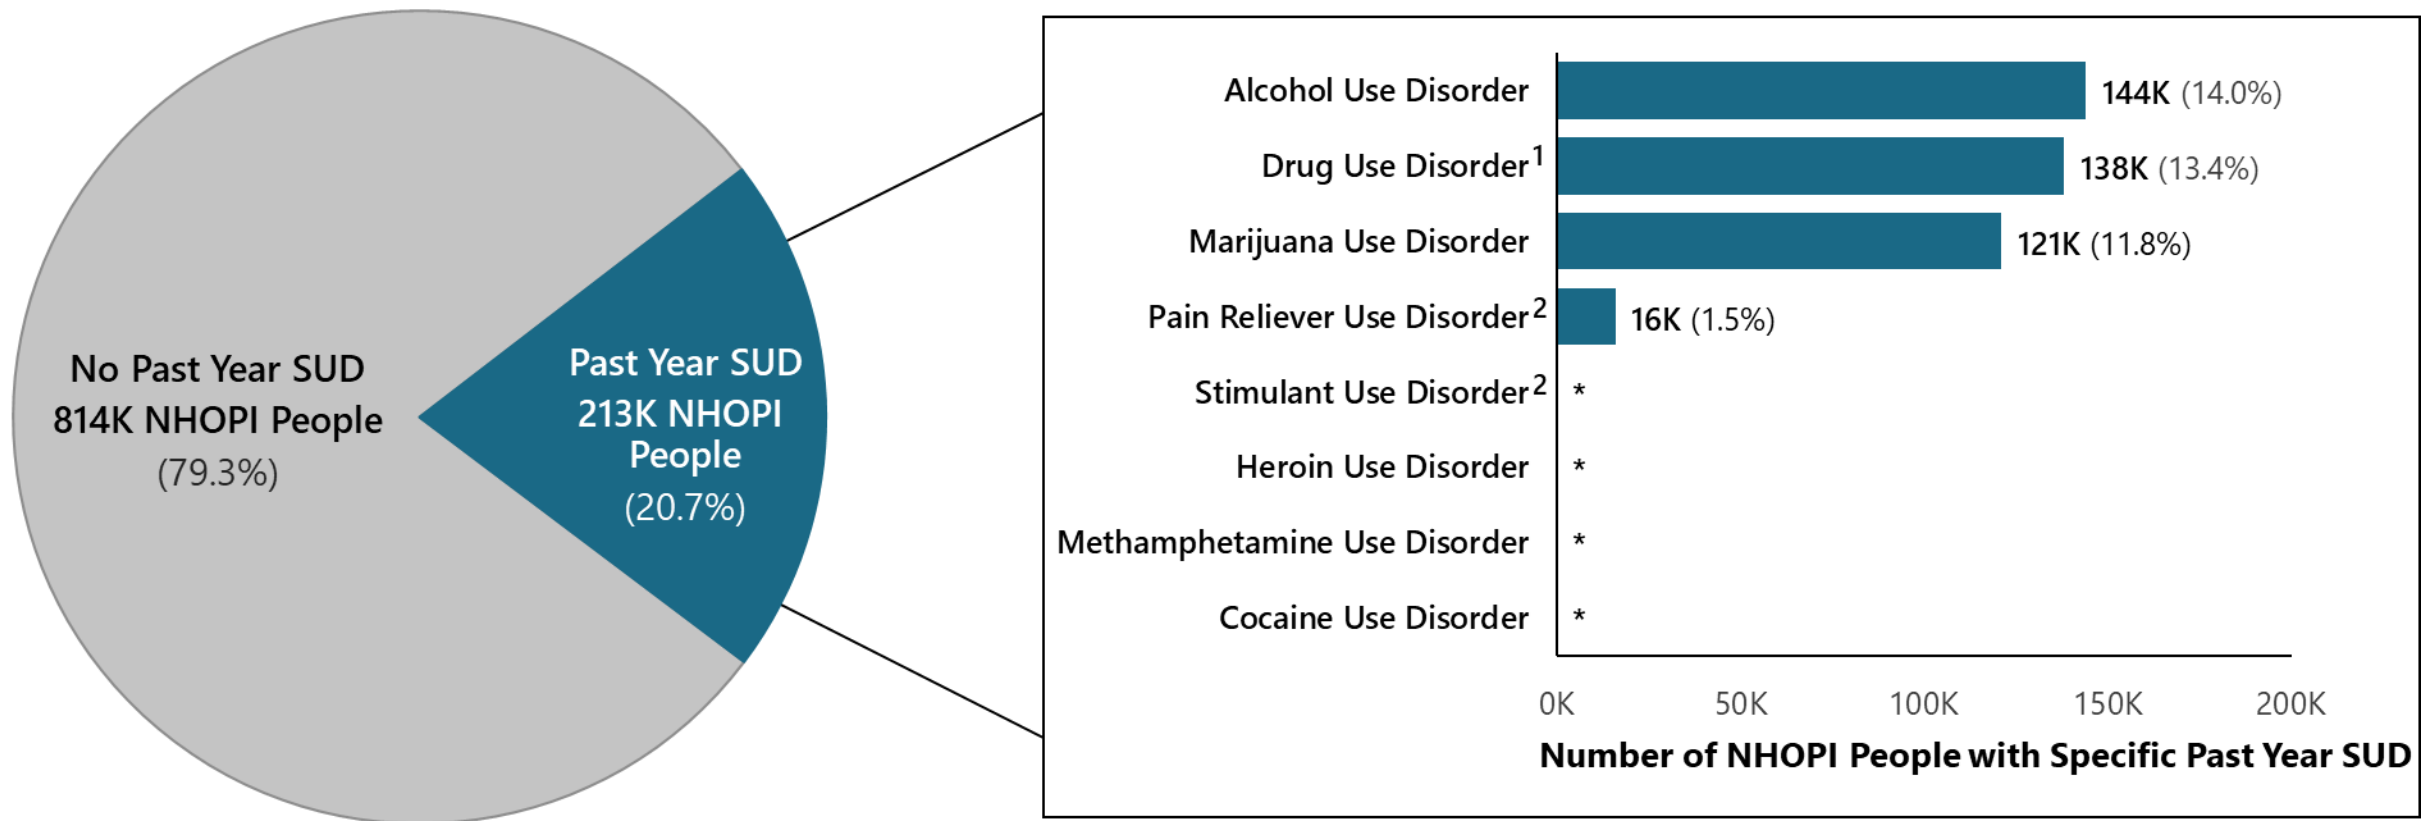 No Past Year SUD
814K NHOPI People
(79.3%)
Past Year SUD
213K NHOPI
People
(20.7%)
Alcohol Use Disorder 144K (14.0%)
Drug Use Disorder1 138K (13.4%)
Marijuana Use Disorder 121K (11.8%)
Pain Reliever Use Disorder2 16K (1.5%)
Stimulant Use Disorder2 *
Heroin Use Disorder *
Methamphetamine Use Disorder *
Cocaine Use Disorder *
0K 50K 100K 150K 200K
Number of NHOPI People with Specific Past Year SUD